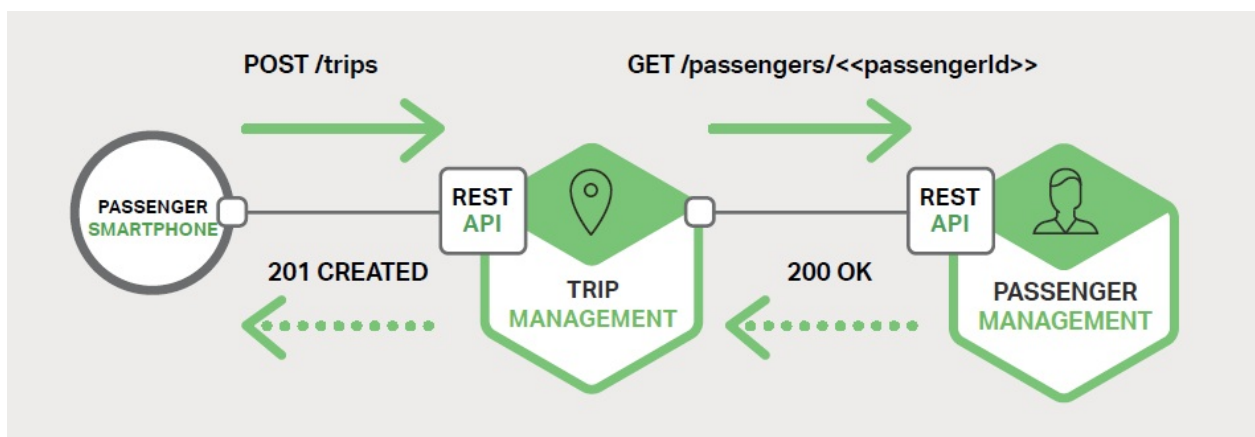 POST /trips
GET /passengers/<<passengerId>>
PASSENGER
SMARTPHONE
REST
API
REST
API
201 CREATED
TRIP
MANAGEMENT
200 OK
PASSENGER
MANAGEMENT